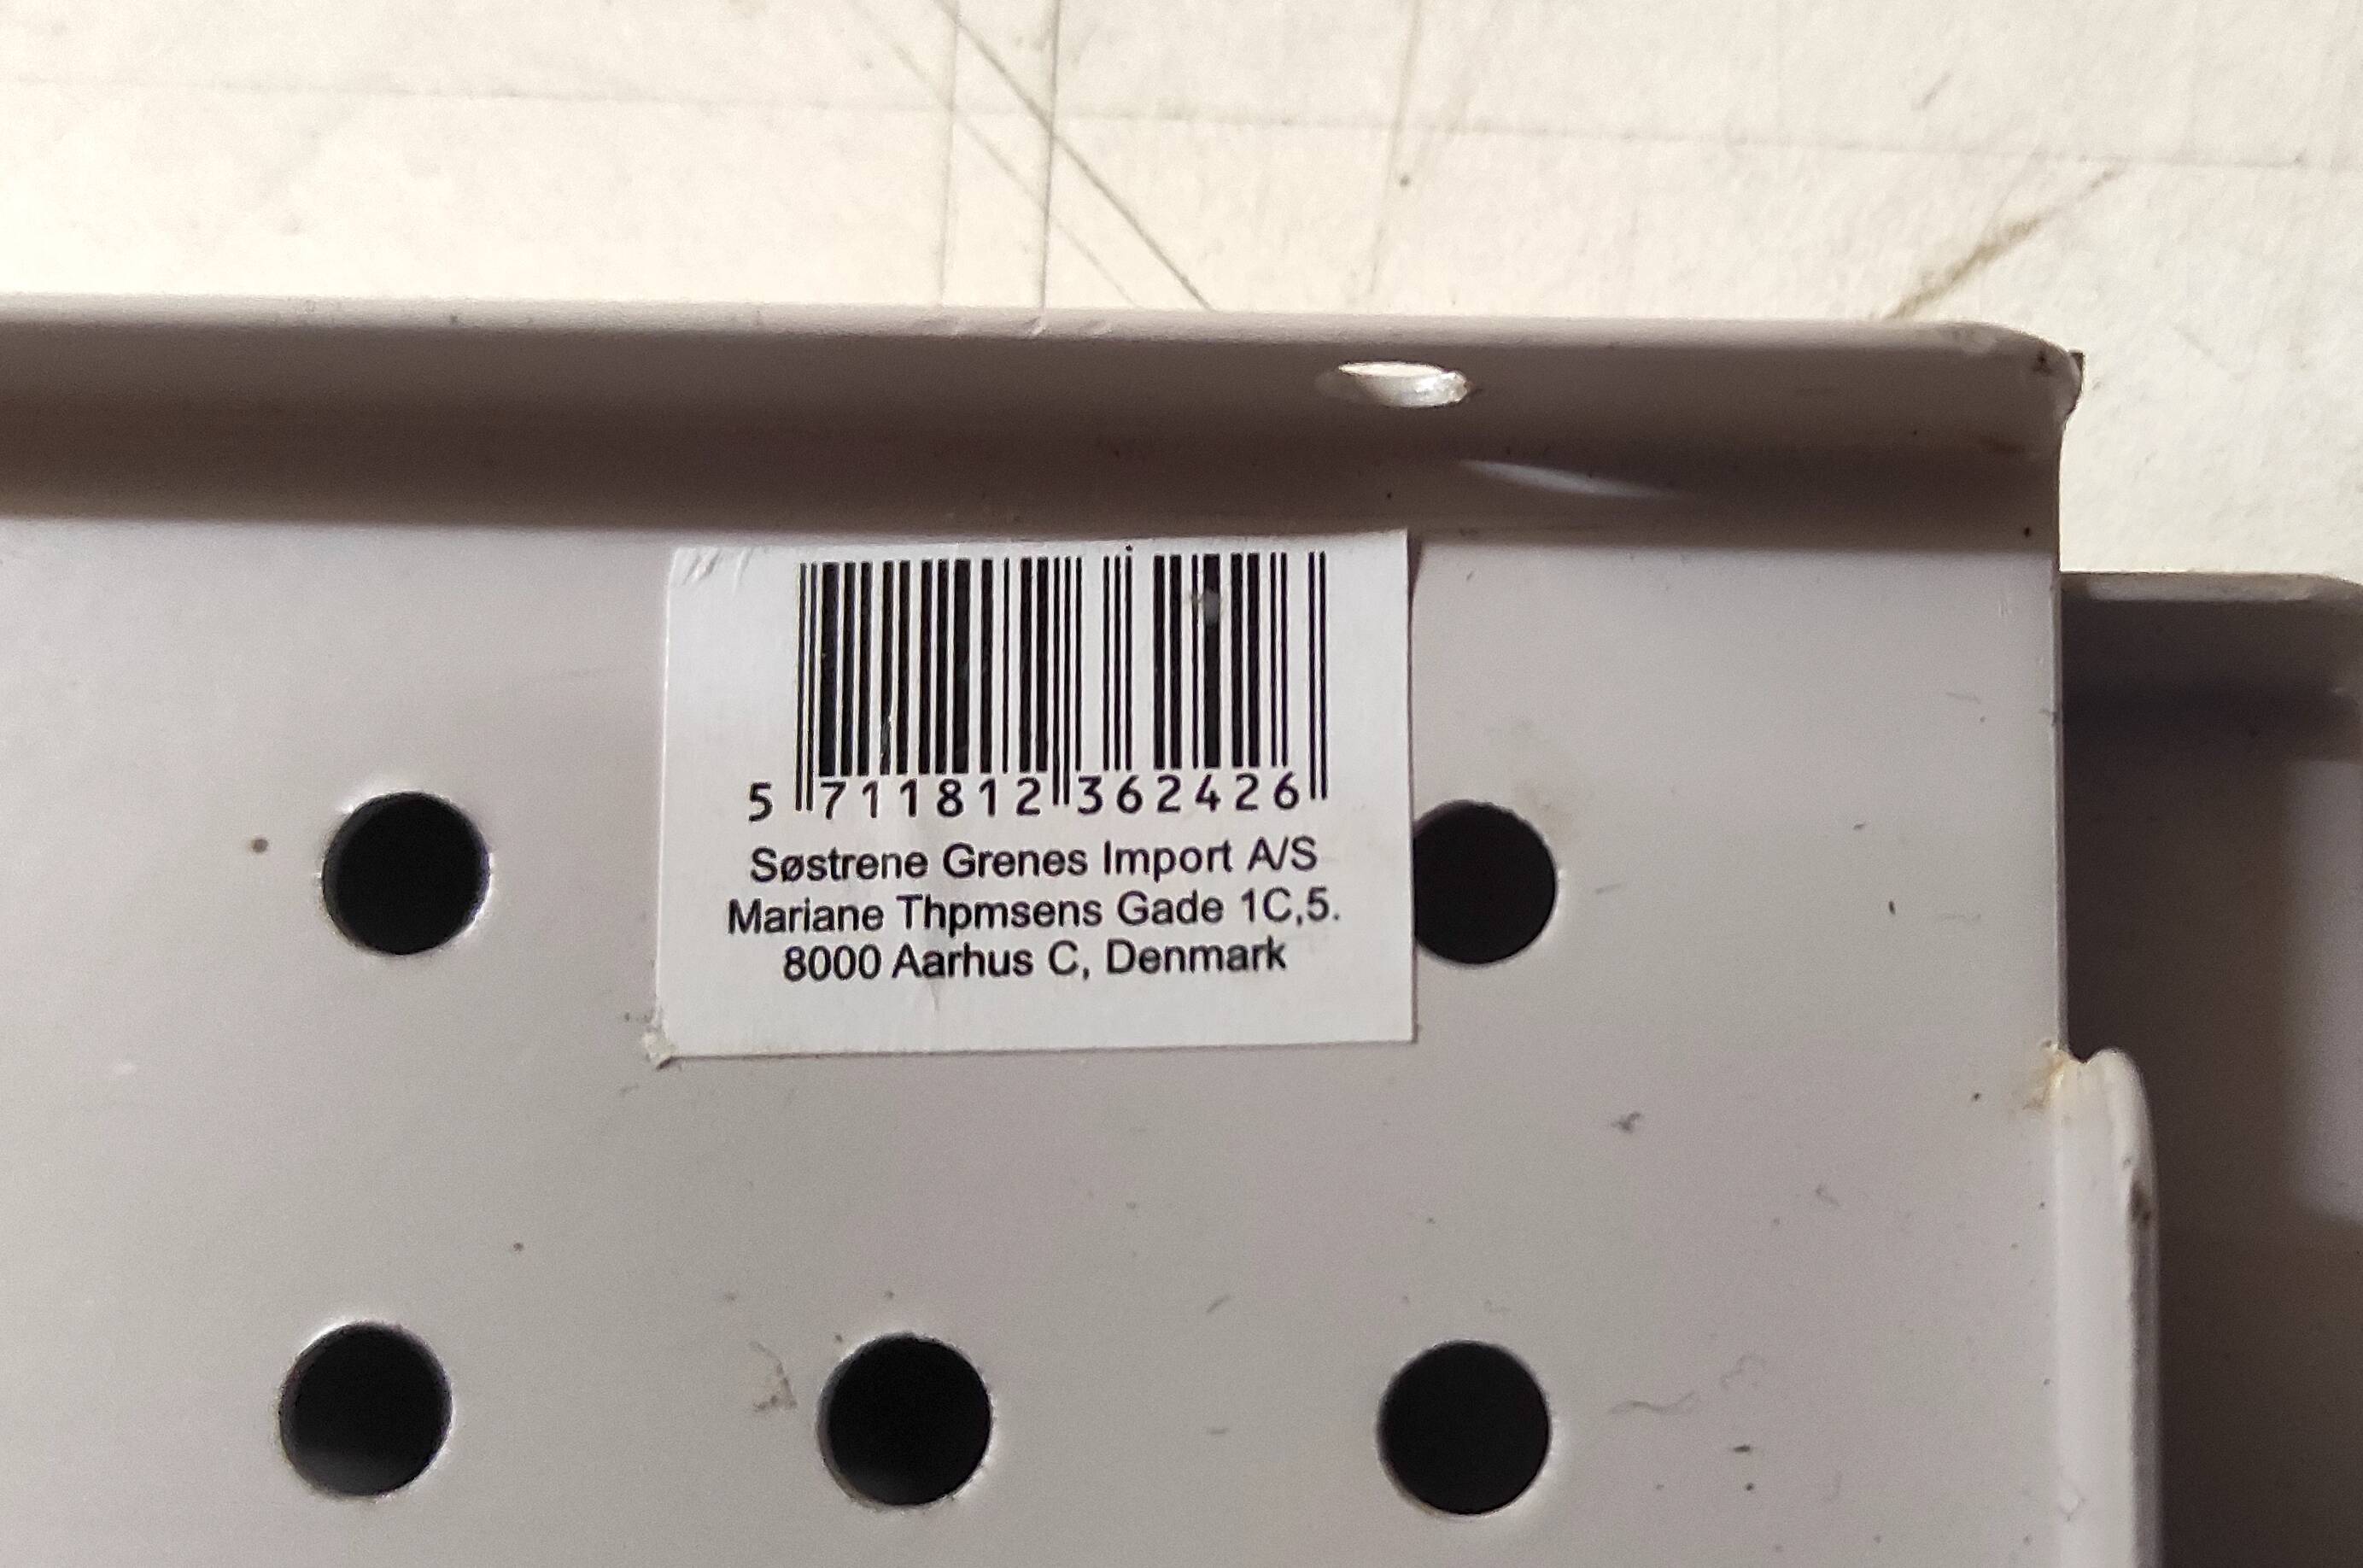 5 711812 362426
Søstrene Grenes Import A/S
Mariane Thpmsens Gade 1C,5.
8000 Aarhus C, Denmark